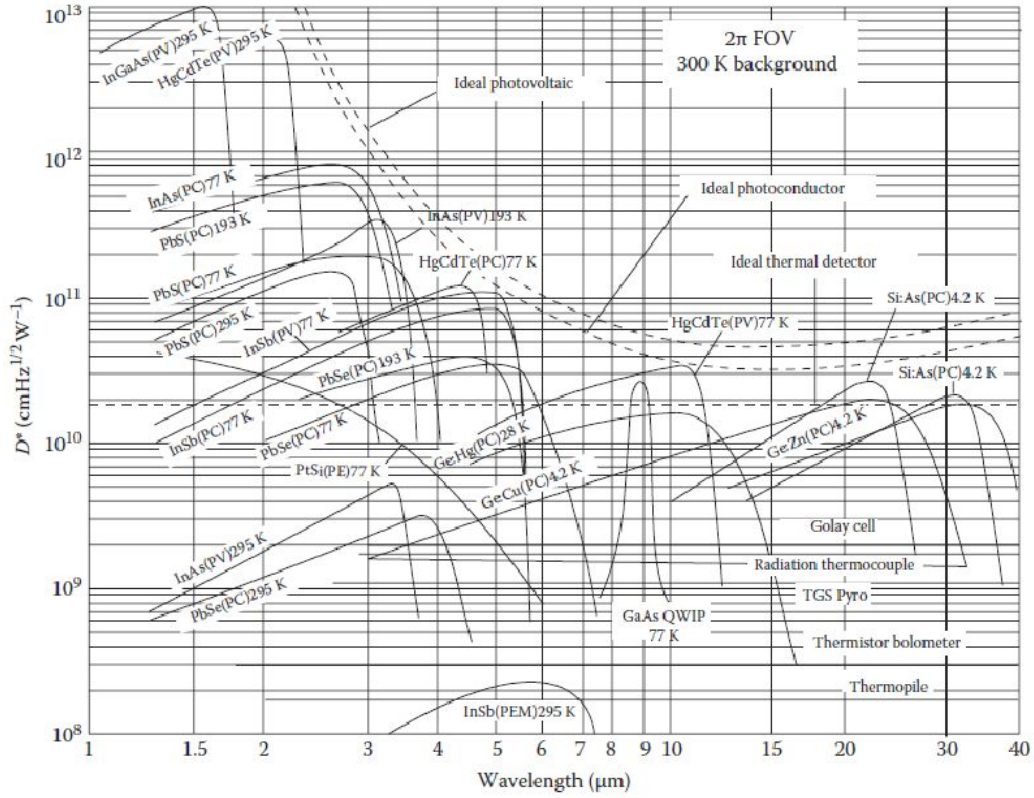 10¹³
2π FOV
300 K background
InGaAs(PV)295 K
HgCdTe(PV)295 K
Ideal photovoltaic
10¹²
InAs(PC)77 K
Ideal photoconductor
PbS(PC)193 K
InAs(PV)193 K
HgCdTe(PC)77 K
Ideal thermal detector
PbS(PC)77 K
10¹¹
Si:As(PC)4.2 K
PbS(PC)295 K
InSb(PV)77 K
HgCdTe(PV)77 K
PbSe(PC)193 K
Si:As(PC)4.2 K
D* (cmHz^1/2 W⁻¹)
InSb(PC)77 K
PbSe(PC)77 K
10¹⁰
Ge:Hg(PC)28 K
Ge:Zn(PC)4.2 K
PtSi(PE)77 K
Ge:Cu(PC)4.2 K
Golay cell
InAs(PV)295 K
Radiation thermocouple
10⁹
PbSe(PC)295 K
TGS Pyro
GaAs QWIP
77 K
Thermistor bolometer
Thermopile
InSb(PEM)295 K
10⁸
1 1.5 2 3 4 5 6 7 8 9 10 15 20 30 40
Wavelength (μm)